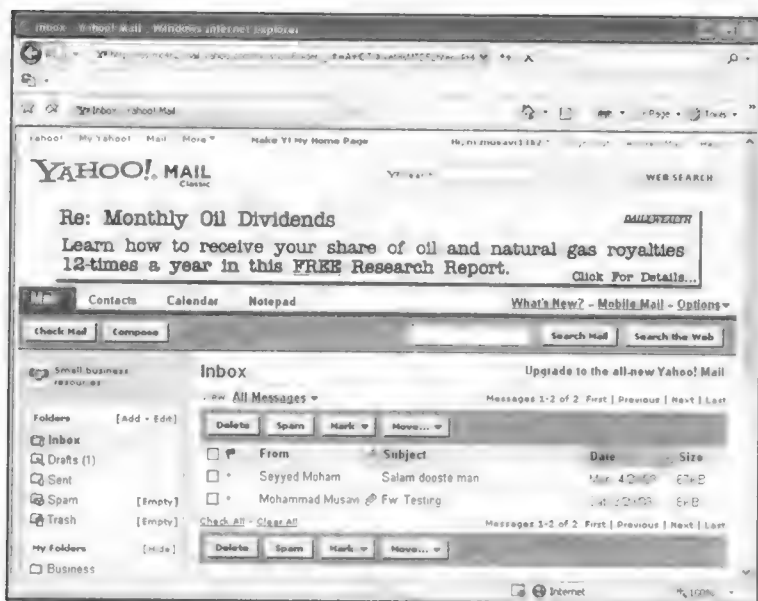 Inbox - Yahoo! Mail - Windows Internet Explorer
Inbox - Yahoo! Mail
Page Tools
Yahoo! My Yahoo! Mail More Make Y! My Home Page
YAHOO! MAIL
Classic
WEB SEARCH
Re: Monthly Oil Dividends
DAILYWEALTH
Learn how to receive your share of oil and natural gas royalties
12-times a year in this FREE Research Report.
Click For Details...
Contacts Calendar Notepad What's New? - Mobile Mail - Options
Check Mail Compose Search Mail Search the Web
Small business
resources
Inbox Upgrade to the all-new Yahoo! Mail
All Messages Messages 1-2 of 2 First | Previous | Next | Last
Folders [Add - Edit] Delete Spam Mark Move...
Inbox From Subject Date Size
Drafts (1) Seyyed Moham Salam dooste man
Sent
Spam [Empty] Mohammad Musavi Fw Testing
Trash [Empty] Check All - Clear All Messages 1-2 of 2 First | Previous | Next | Last
My Folders [Hide] Delete Spam Mark Move...
Business
Internet 100%